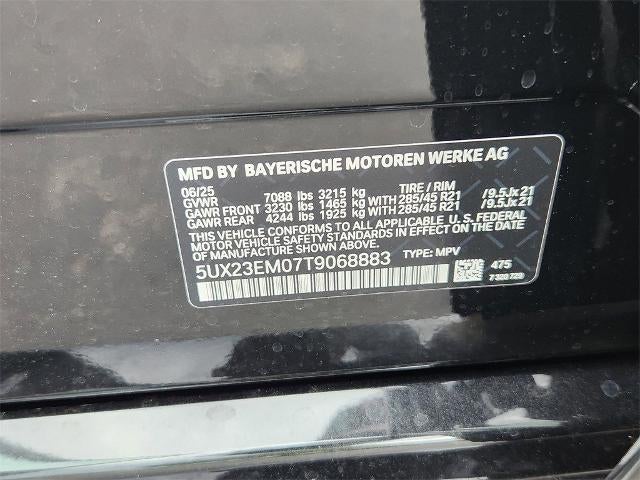 MFD BY BAYERISCHE MOTOREN WERKE AG
06/25 TIRE / RIM
GVWR 7088 lbs 3215 kg
GAWR FRONT 3230 lbs 1465 kg WITH 285/45 R21 /9.5Jx21
GAWR REAR 4244 lbs 1925 kg WITH 285/45 R21 /9.5Jx21
THIS VEHICLE CONFORMS TO ALL APPLICABLE U.S. FEDERAL
MOTOR VEHICLE SAFETY STANDARDS IN EFFECT ON THE DATE
OF MANUFACTURE SHOWN ABOVE.
5UX23EM07T9068883 TYPE: MPV
475
7 320 729